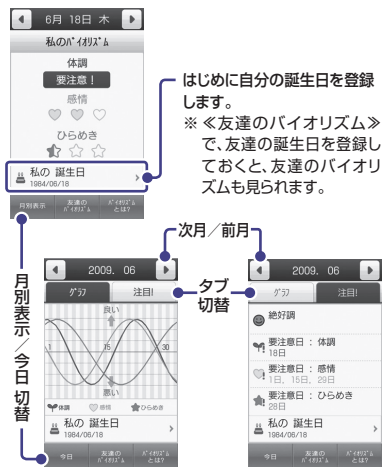 6月 18日 木
私のﾊﾞｲｵﾘｽﾞﾑ
体調
要注意！
感情
ひらめき
私の 誕生日
1984/06/18
月別表示
友達の
ﾊﾞｲｵﾘｽﾞﾑ
ﾊﾞｲｵﾘｽﾞﾑ
とは?
はじめに自分の誕生日を登録
します。
※ ≪友達のバイオリズム≫
で、友達の誕生日を登録し
ておくと、友達のバイオリ
ズムも見られます。
月別表示／今日 切替
次月／前月
タブ
切替
2009. 06
ｸﾞﾗﾌ
注目!
良い
1
15
30
悪い
体調
感情
ひらめき
私の 誕生日
1984/06/18
今日
友達の
ﾊﾞｲｵﾘｽﾞﾑ
ﾊﾞｲｵﾘｽﾞﾑ
とは?
2009. 06
ｸﾞﾗﾌ
注目!
絶好調
要注意日 : 体調
18日
要注意日 : 感情
1日, 15日, 29日
要注意日 : ひらめき
28日
私の 誕生日
1984/06/18
今日
友達の
ﾊﾞｲｵﾘｽﾞﾑ
ﾊﾞｲｵﾘｽﾞﾑ
とは?